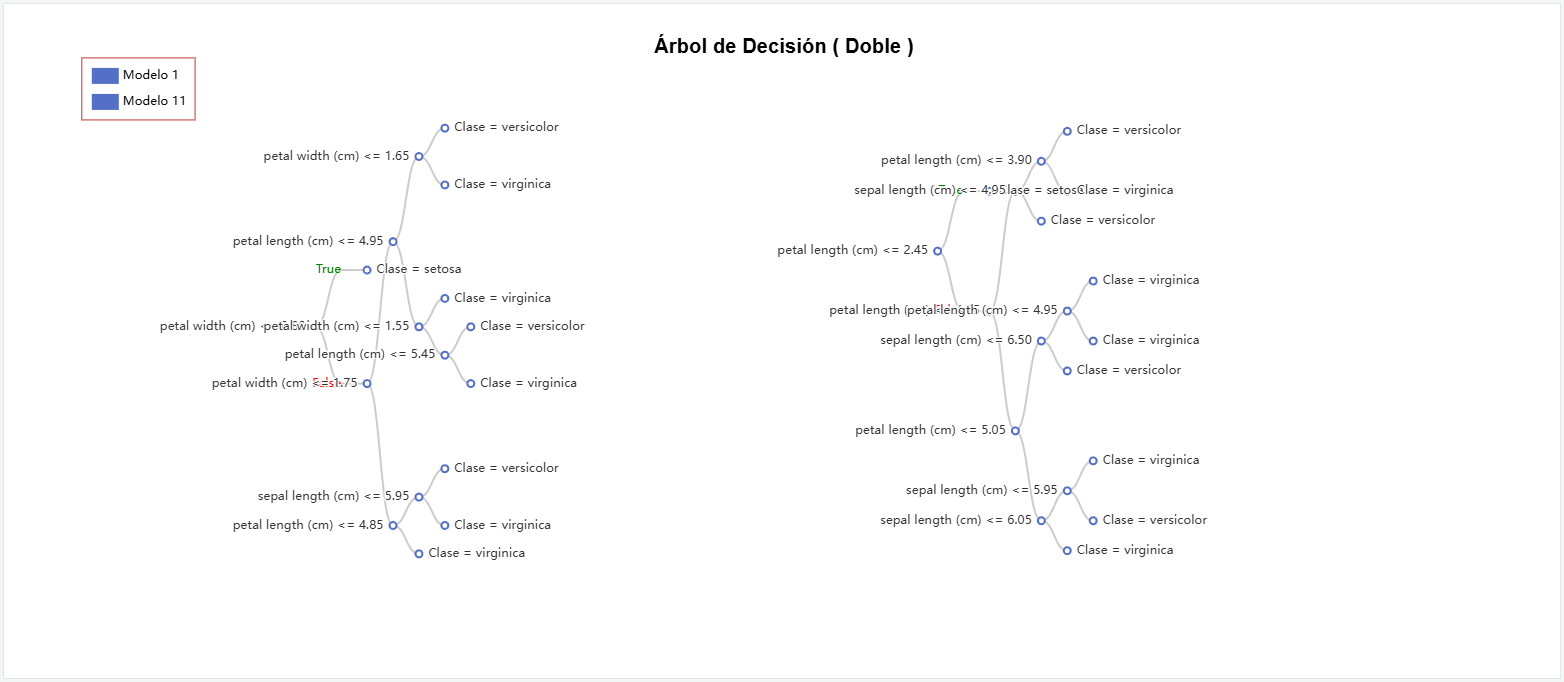 Árbol de Decisión ( Doble )
Modelo 1
Modelo 11
Clase = versicolor
petal width (cm) <= 1.65
Clase = virginica
petal length (cm) <= 4.95
True
Clase = setosa
Clase = virginica
petal width (cm)
petal width (cm) <= 1.55
Clase = versicolor
petal length (cm) <= 5.45
petal width (cm) <= 1.75
Clase = virginica
Clase = versicolor
sepal length (cm) <= 5.95
petal length (cm) <= 4.85
Clase = virginica
Clase = virginica
Clase = versicolor
petal length (cm) <= 3.90
sepal length (cm) <= 4.95
Clase = setosa
Clase = virginica
Clase = versicolor
petal length (cm) <= 2.45
Clase = virginica
petal length
petal length (cm) <= 4.95
sepal length (cm) <= 6.50
Clase = virginica
Clase = versicolor
petal length (cm) <= 5.05
Clase = virginica
sepal length (cm) <= 5.95
sepal length (cm) <= 6.05
Clase = versicolor
Clase = virginica